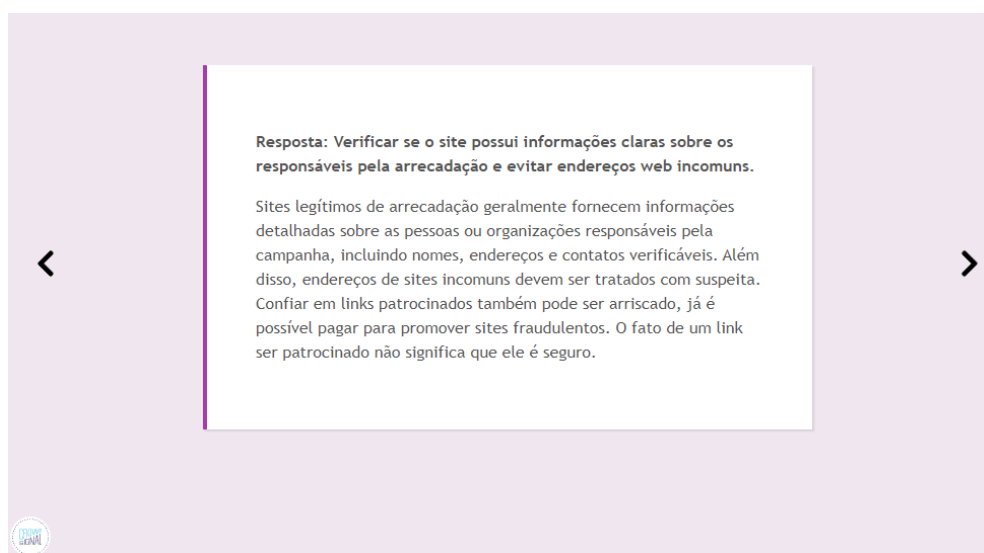 Resposta: Verificar se o site possui informações claras sobre os
responsáveis pela arrecadação e evitar endereços web incomuns.
Sites legítimos de arrecadação geralmente fornecem informações
detalhadas sobre as pessoas ou organizações responsáveis pela
campanha, incluindo nomes, endereços e contatos verificáveis. Além
disso, endereços de sites incomuns devem ser tratados com suspeita.
Confiar em links patrocinados também pode ser arriscado, já é
possível pagar para promover sites fraudulentos. O fato de um link
ser patrocinado não significa que ele é seguro.